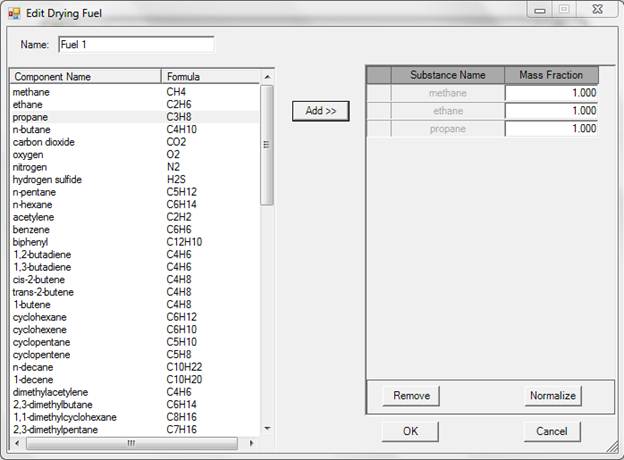 Edit Drying Fuel
Name: Fuel 1
Component Name Formula
methane CH4
ethane C2H6
propane C3H8
n-butane C4H10
carbon dioxide CO2
oxygen O2
nitrogen N2
hydrogen sulfide H2S
n-pentane C5H12
n-hexane C6H14
acetylene C2H2
benzene C6H6
biphenyl C12H10
1,2-butadiene C4H6
1,3-butadiene C4H6
cis-2-butene C4H8
trans-2-butene C4H8
1-butene C4H8
cyclohexane C6H12
cyclohexene C6H10
cyclopentane C5H10
cyclopentene C5H8
n-decane C10H22
1-decene C10H20
dimethylacetylene C4H6
2,3-dimethylbutane C6H14
1,1-dimethylcyclohexane C8H16
2,3-dimethylpentane C7H16
Add >>
Substance Name Mass Fraction
methane 1.000
ethane 1.000
propane 1.000
Remove Normalize
OK Cancel